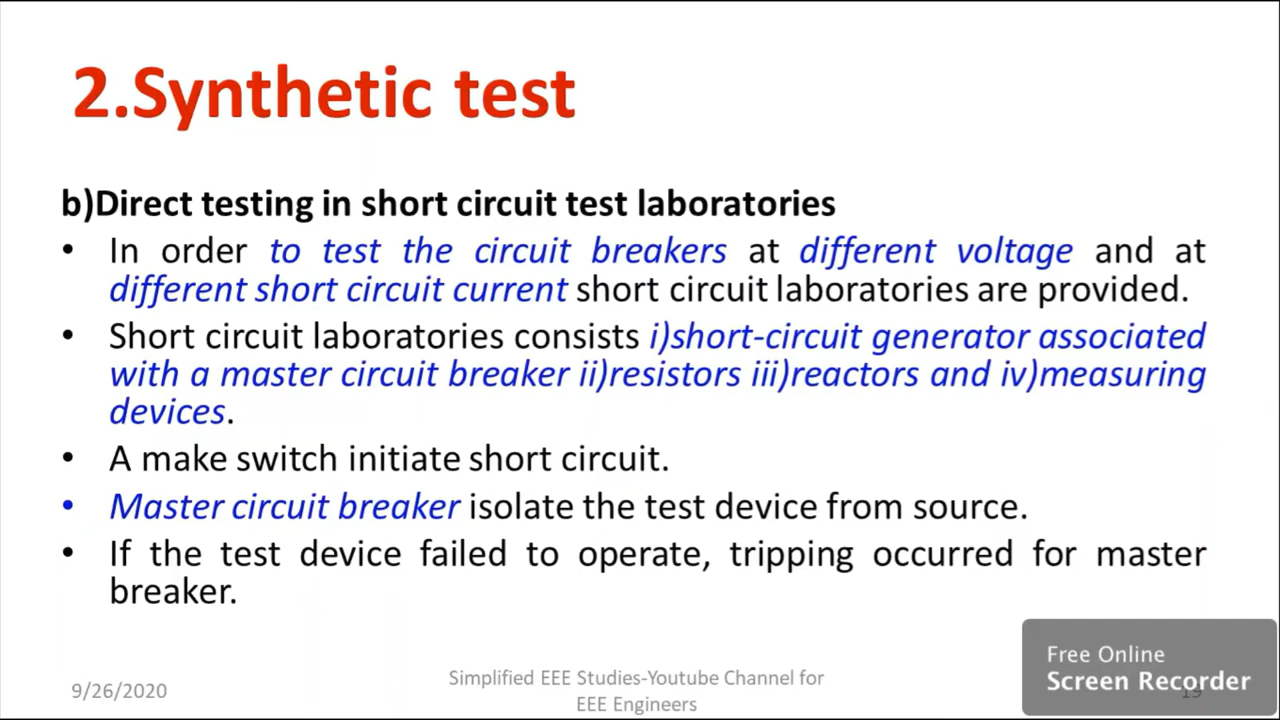 2.Synthetic test
b)Direct testing in short circuit test laboratories
• In order to test the circuit breakers at different voltage and at
different short circuit current short circuit laboratories are provided.
• Short circuit laboratories consists i)short-circuit generator associated
with a master circuit breaker ii)resistors iii)reactors and iv)measuring
devices.
• A make switch initiate short circuit.
• Master circuit breaker isolate the test device from source.
• If the test device failed to operate, tripping occurred for master
breaker.
9/26/2020
Simplified EEE Studies-Youtube Channel for
EEE Engineers
Free Online
Screen Recorder